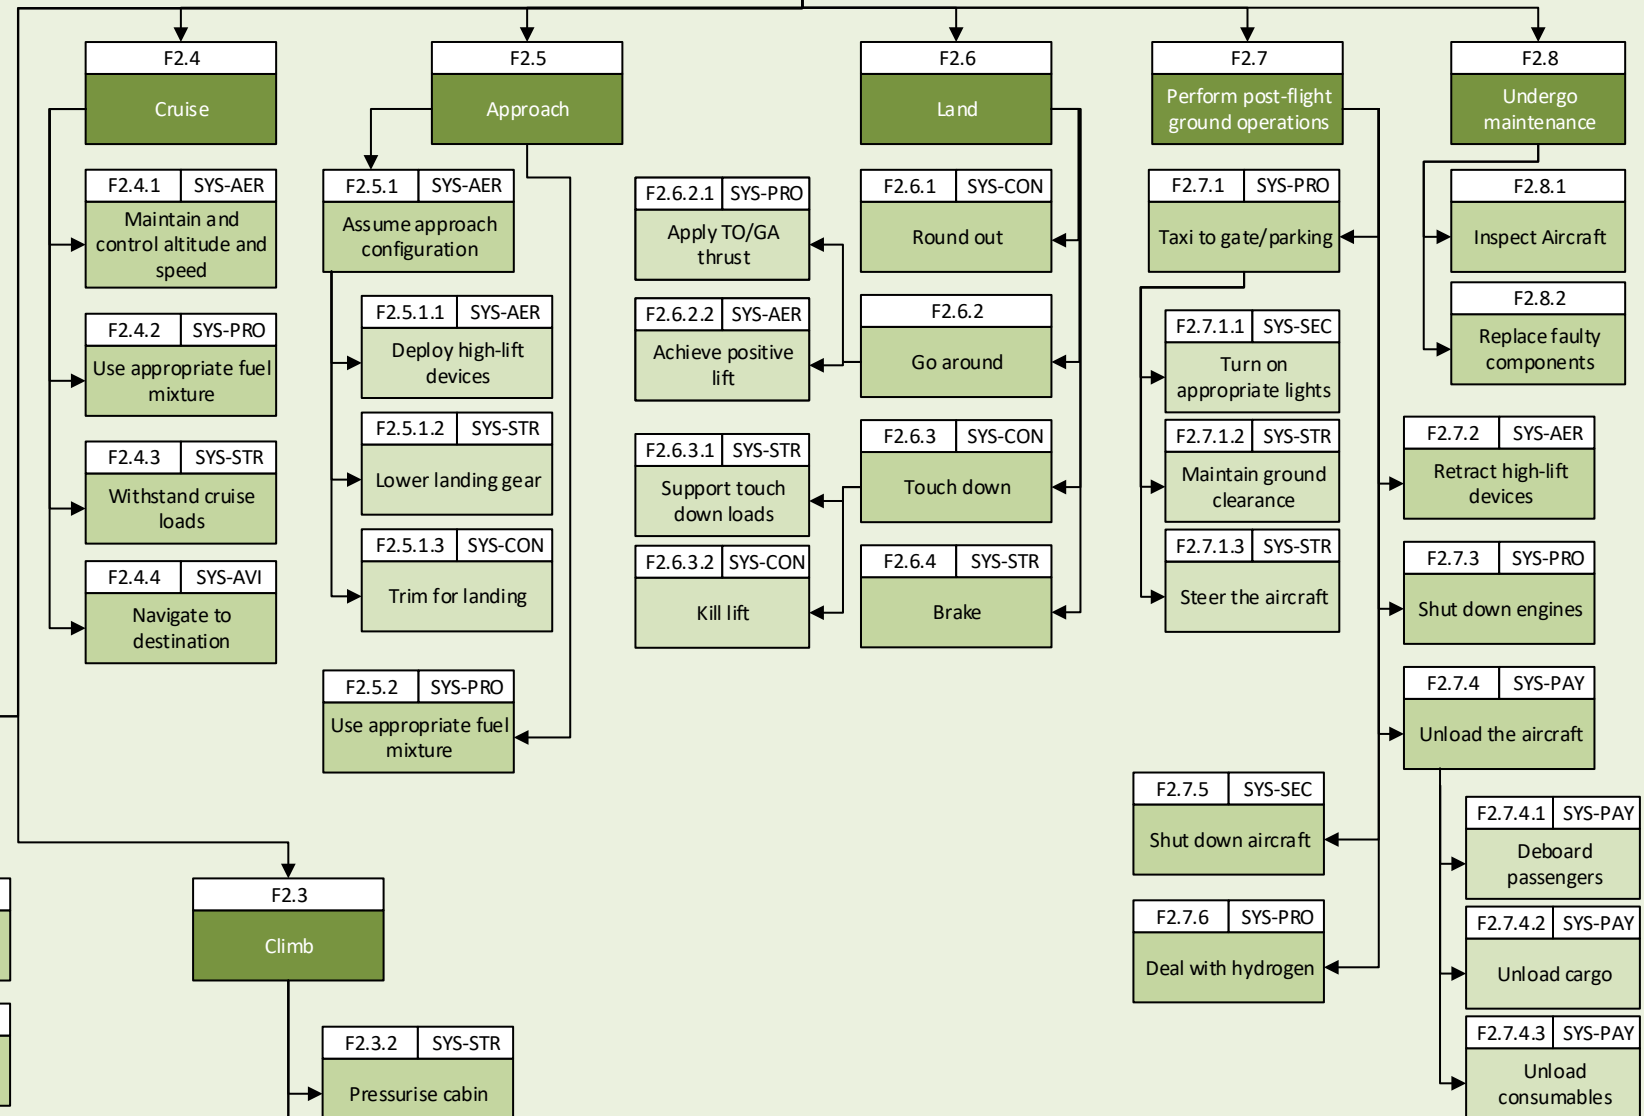 F2.4
Cruise
F2.4.1 SYS-AER
Maintain and
control altitude and
speed
F2.4.2 SYS-PRO
Use appropriate fuel
mixture
F2.4.3 SYS-STR
Withstand cruise
loads
F2.4.4 SYS-AVI
Navigate to
destination
F2.5
Approach
F2.5.1 SYS-AER
Assume approach
configuration
F2.5.1.1 SYS-AER
Deploy high-lift
devices
F2.5.1.2 SYS-STR
Lower landing gear
F2.5.1.3 SYS-CON
Trim for landing
F2.5.2 SYS-PRO
Use appropriate fuel
mixture
F2.6
Land
F2.6.1 SYS-CON
Round out
F2.6.2
Go around
F2.6.2.1 SYS-PRO
Apply TO/GA
thrust
F2.6.2.2 SYS-AER
Achieve positive
lift
F2.6.3 SYS-CON
Touch down
F2.6.3.1 SYS-STR
Support touch
down loads
F2.6.3.2 SYS-CON
Kill lift
F2.6.4 SYS-STR
Brake
F2.7
Perform post-flight
ground operations
F2.7.1 SYS-PRO
Taxi to gate/parking
F2.7.1.1 SYS-SEC
Turn on
appropriate lights
F2.7.1.2 SYS-STR
Maintain ground
clearance
F2.7.1.3 SYS-STR
Steer the aircraft
F2.7.2 SYS-AER
Retract high-lift
devices
F2.7.3 SYS-PRO
Shut down engines
F2.7.4 SYS-PAY
Unload the aircraft
F2.7.4.1 SYS-PAY
Deboard
passengers
F2.7.4.2 SYS-PAY
Unload cargo
F2.7.4.3 SYS-PAY
Unload
consumables
F2.7.5 SYS-SEC
Shut down aircraft
F2.7.6 SYS-PRO
Deal with hydrogen
F2.8
Undergo
maintenance
F2.8.1
Inspect Aircraft
F2.8.2
Replace faulty
components
F2.3
Climb
F2.3.2 SYS-STR
Pressurise cabin